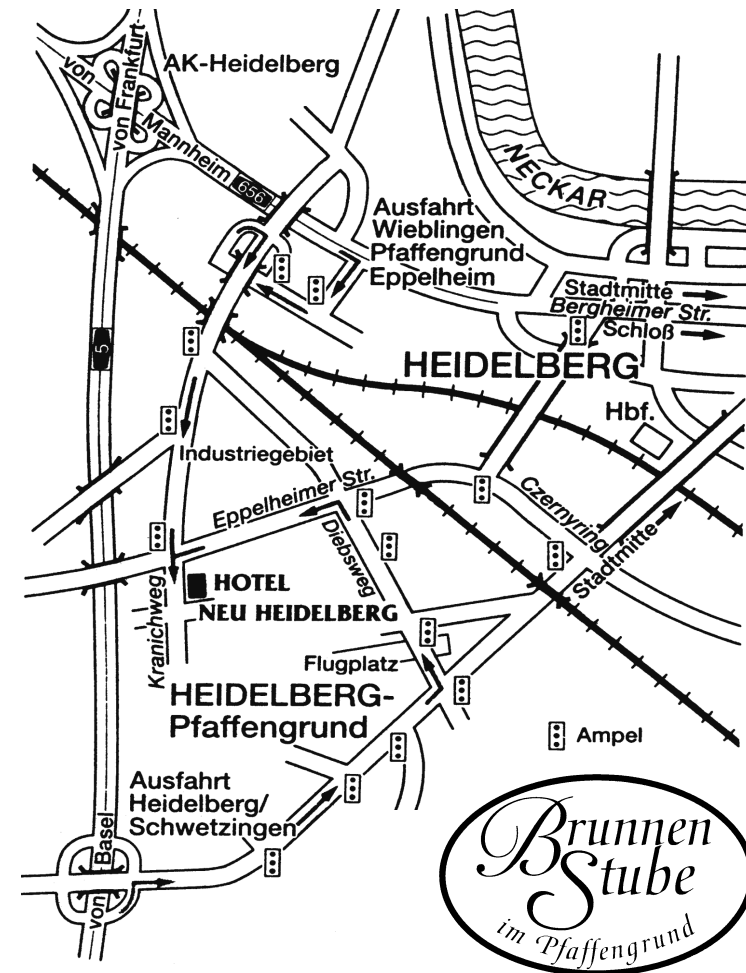 AK-Heidelberg
von Frankfurt
von
Mannheim
656
NECKAR
Ausfahrt
Wieblingen
Pfaffengrund
Eppelheim
Stadtmitte
Bergheimer Str.
Schloß
5
HEIDELBERG
Hbf.
Industriegebiet
Eppelheimer Str.
Czernyring
Diebsweg
Stadtmitte
HOTEL
NEU HEIDELBERG
Kranichweg
Flugplatz
HEIDELBERG-
Pfaffengrund
Ampel
Ausfahrt
Heidelberg/
Schwetzingen
von Basel
Brunnen
Stube
im Pfaffengrund